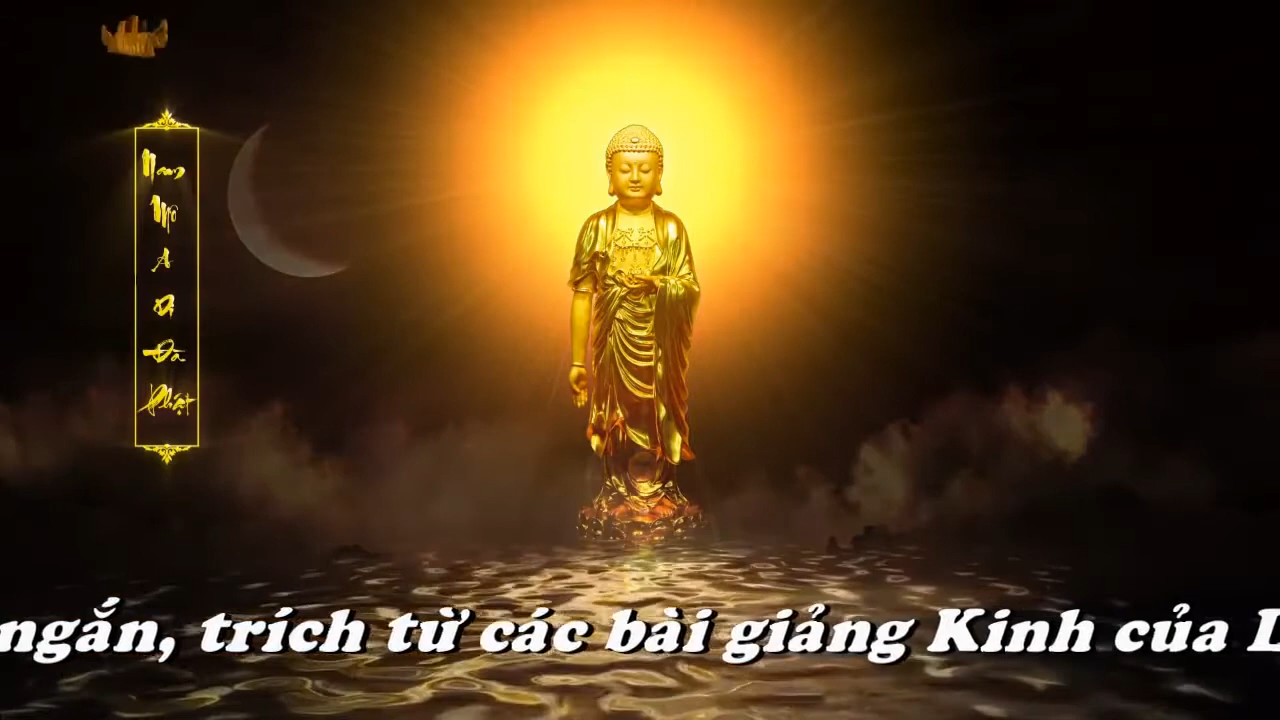 Nam
Mô
A
Di
Đà
Phật
ngắn, trích từ các bài giảng Kinh của L